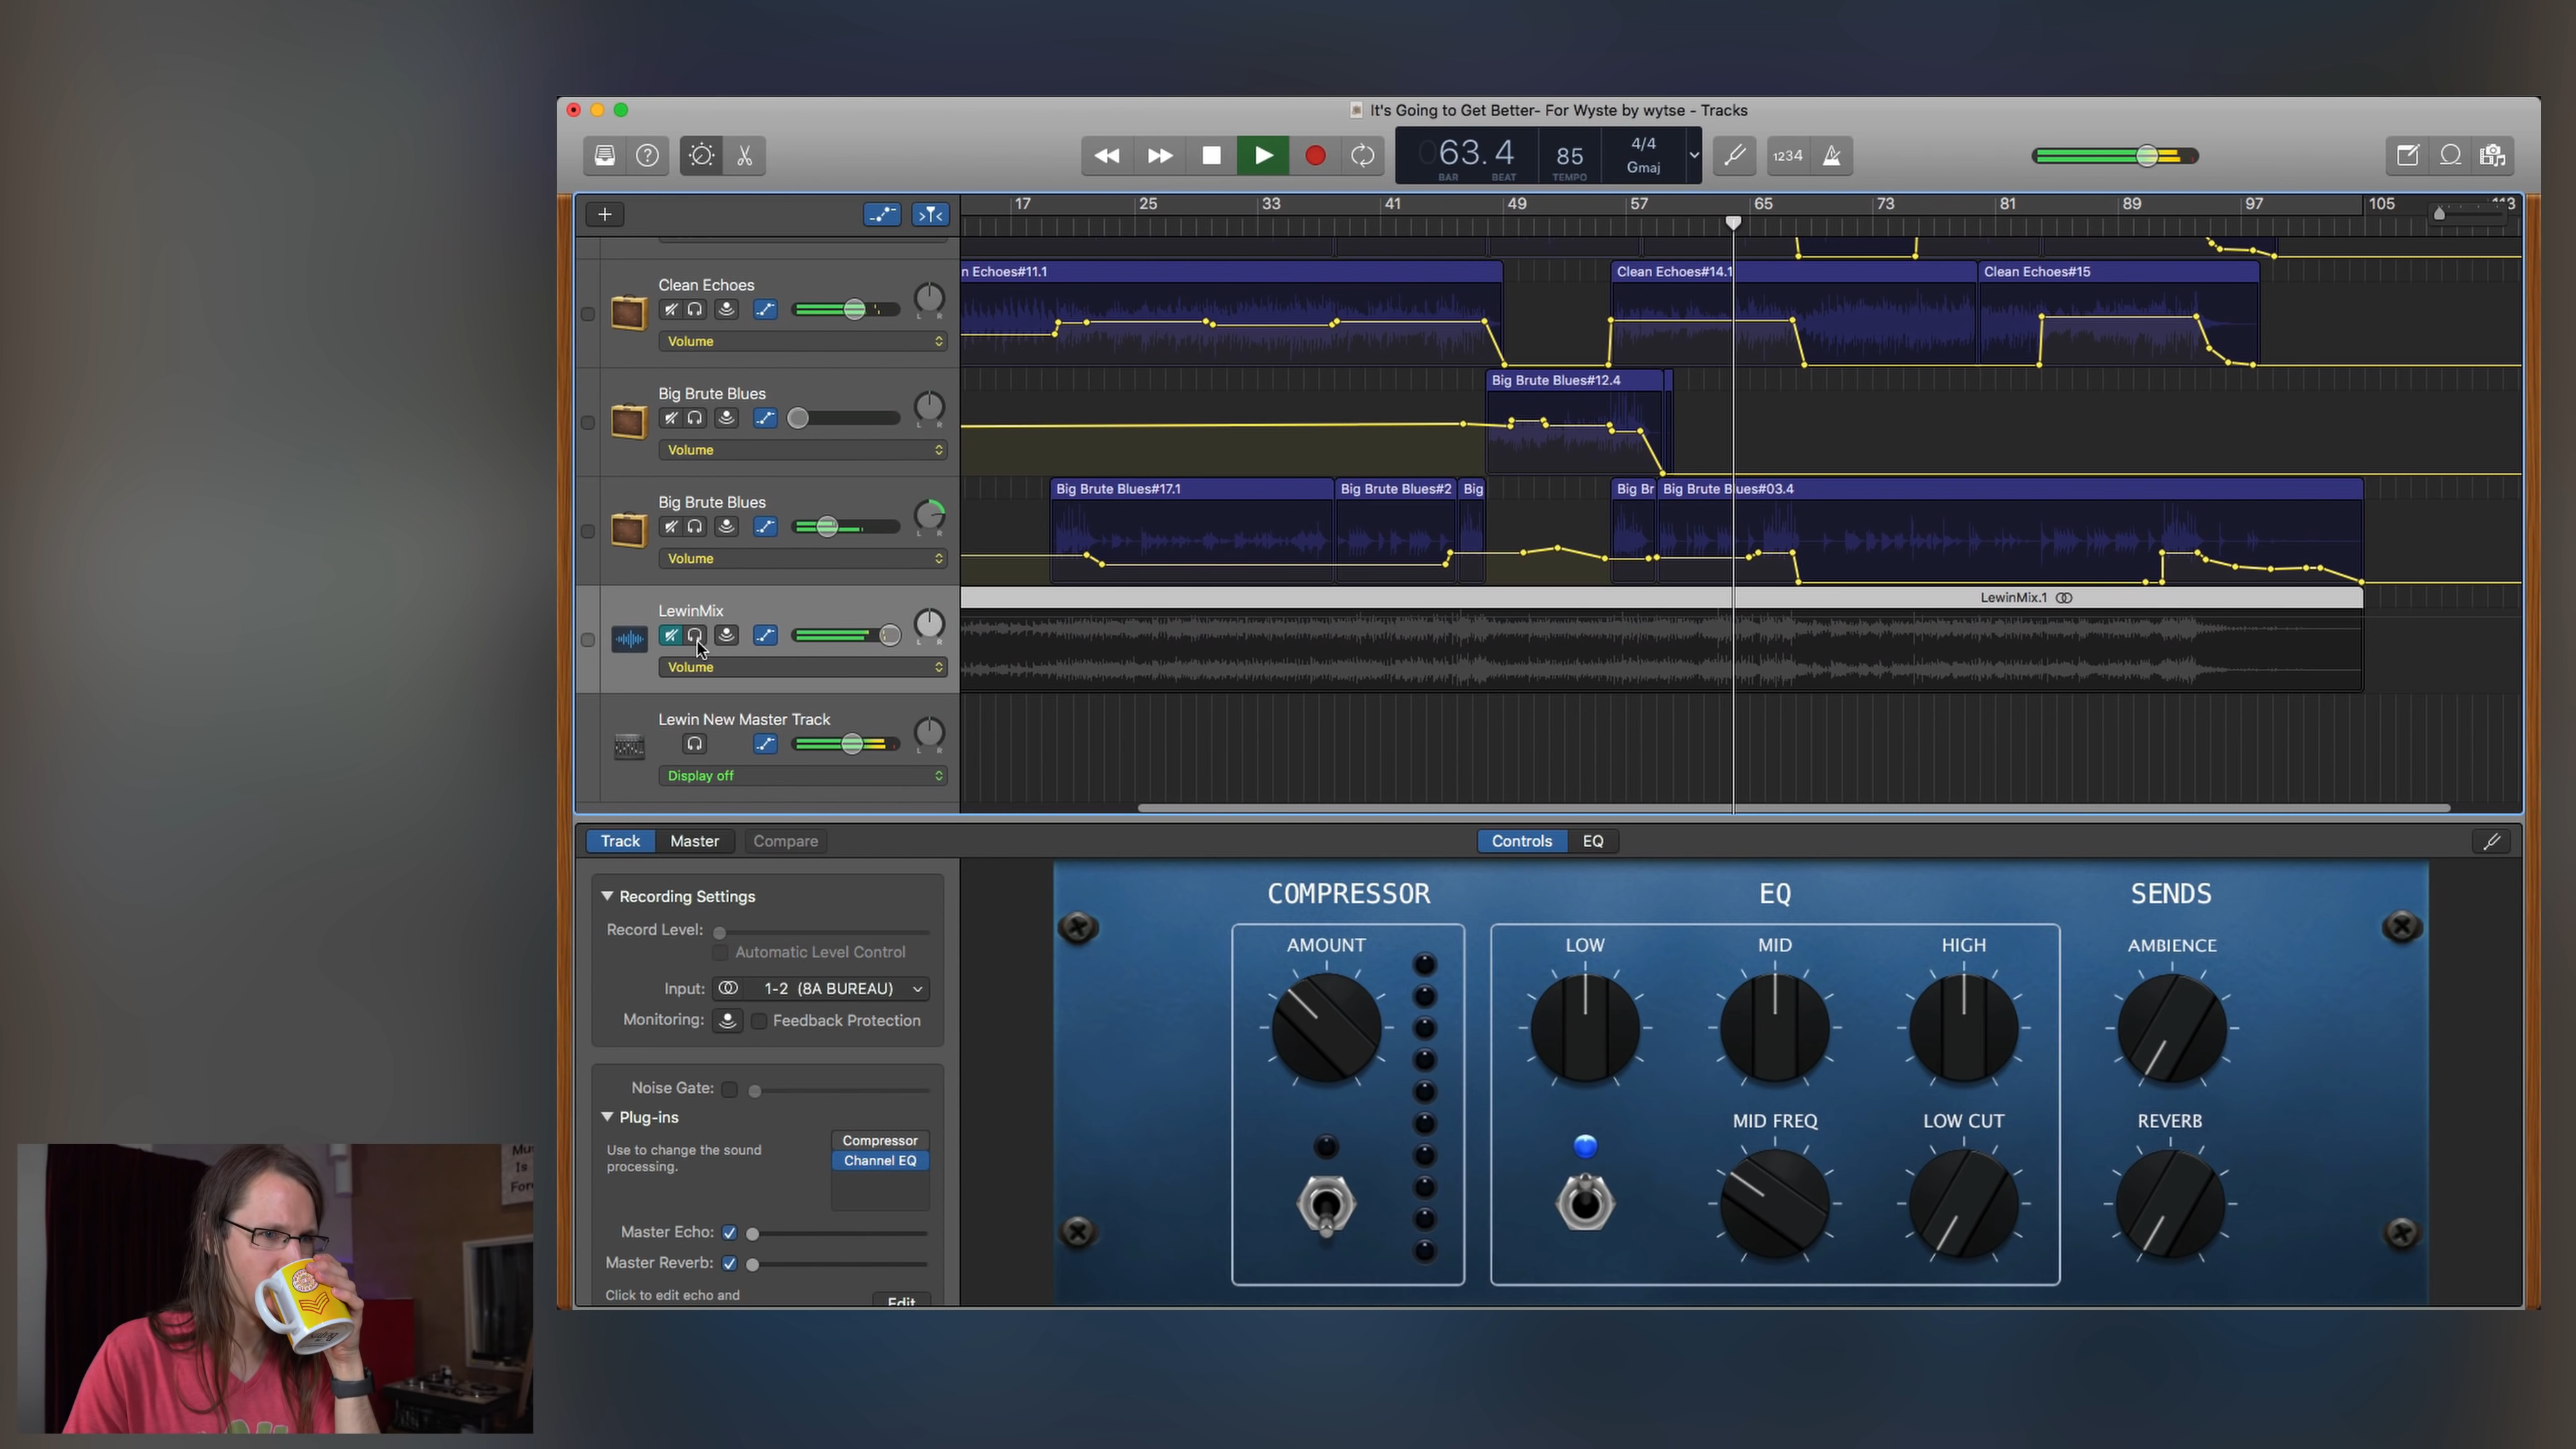 It's Going to Get Better- For Wyste by wytse - Tracks
063.4
BAR BEAT
85
TEMPO
4/4
Gmaj
1234
17 25 33 41 49 57 65 73 81 89 97 105 113
Clean Echoes
L R
Volume
n Echoes#11.1
Clean Echoes#14.1
Clean Echoes#15
Big Brute Blues
L R
Volume
Big Brute Blues#12.4
Big Brute Blues
L R
Volume
Big Brute Blues#17.1
Big Brute Blues#2
Big
Big Br
Big Brute Blues#03.4
LewinMix
L R
Volume
LewinMix.1
Lewin New Master Track
L R
Display off
Track Master Compare
Controls EQ
Recording Settings
Record Level:
Automatic Level Control
Input: 1-2 (8A BUREAU)
Monitoring: Feedback Protection
Noise Gate:
Plug-ins
Use to change the sound
processing.
Compressor
Channel EQ
Master Echo:
Master Reverb:
Click to edit echo and
Edit
COMPRESSOR
AMOUNT
EQ
LOW MID HIGH
MID FREQ LOW CUT
SENDS
AMBIENCE
REVERB
Mu
Is
Fore